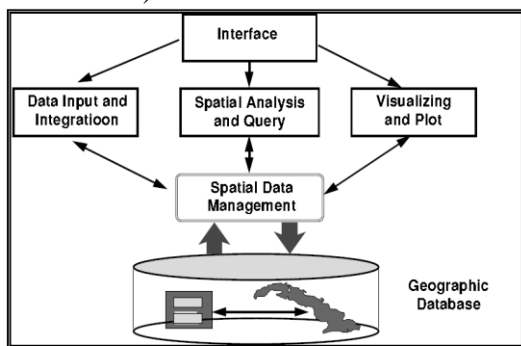 Interface
Data Input and
Integratioon
Spatial Analysis
and Query
Visualizing
and Plot
Spatial Data
Management
Geographic
Database